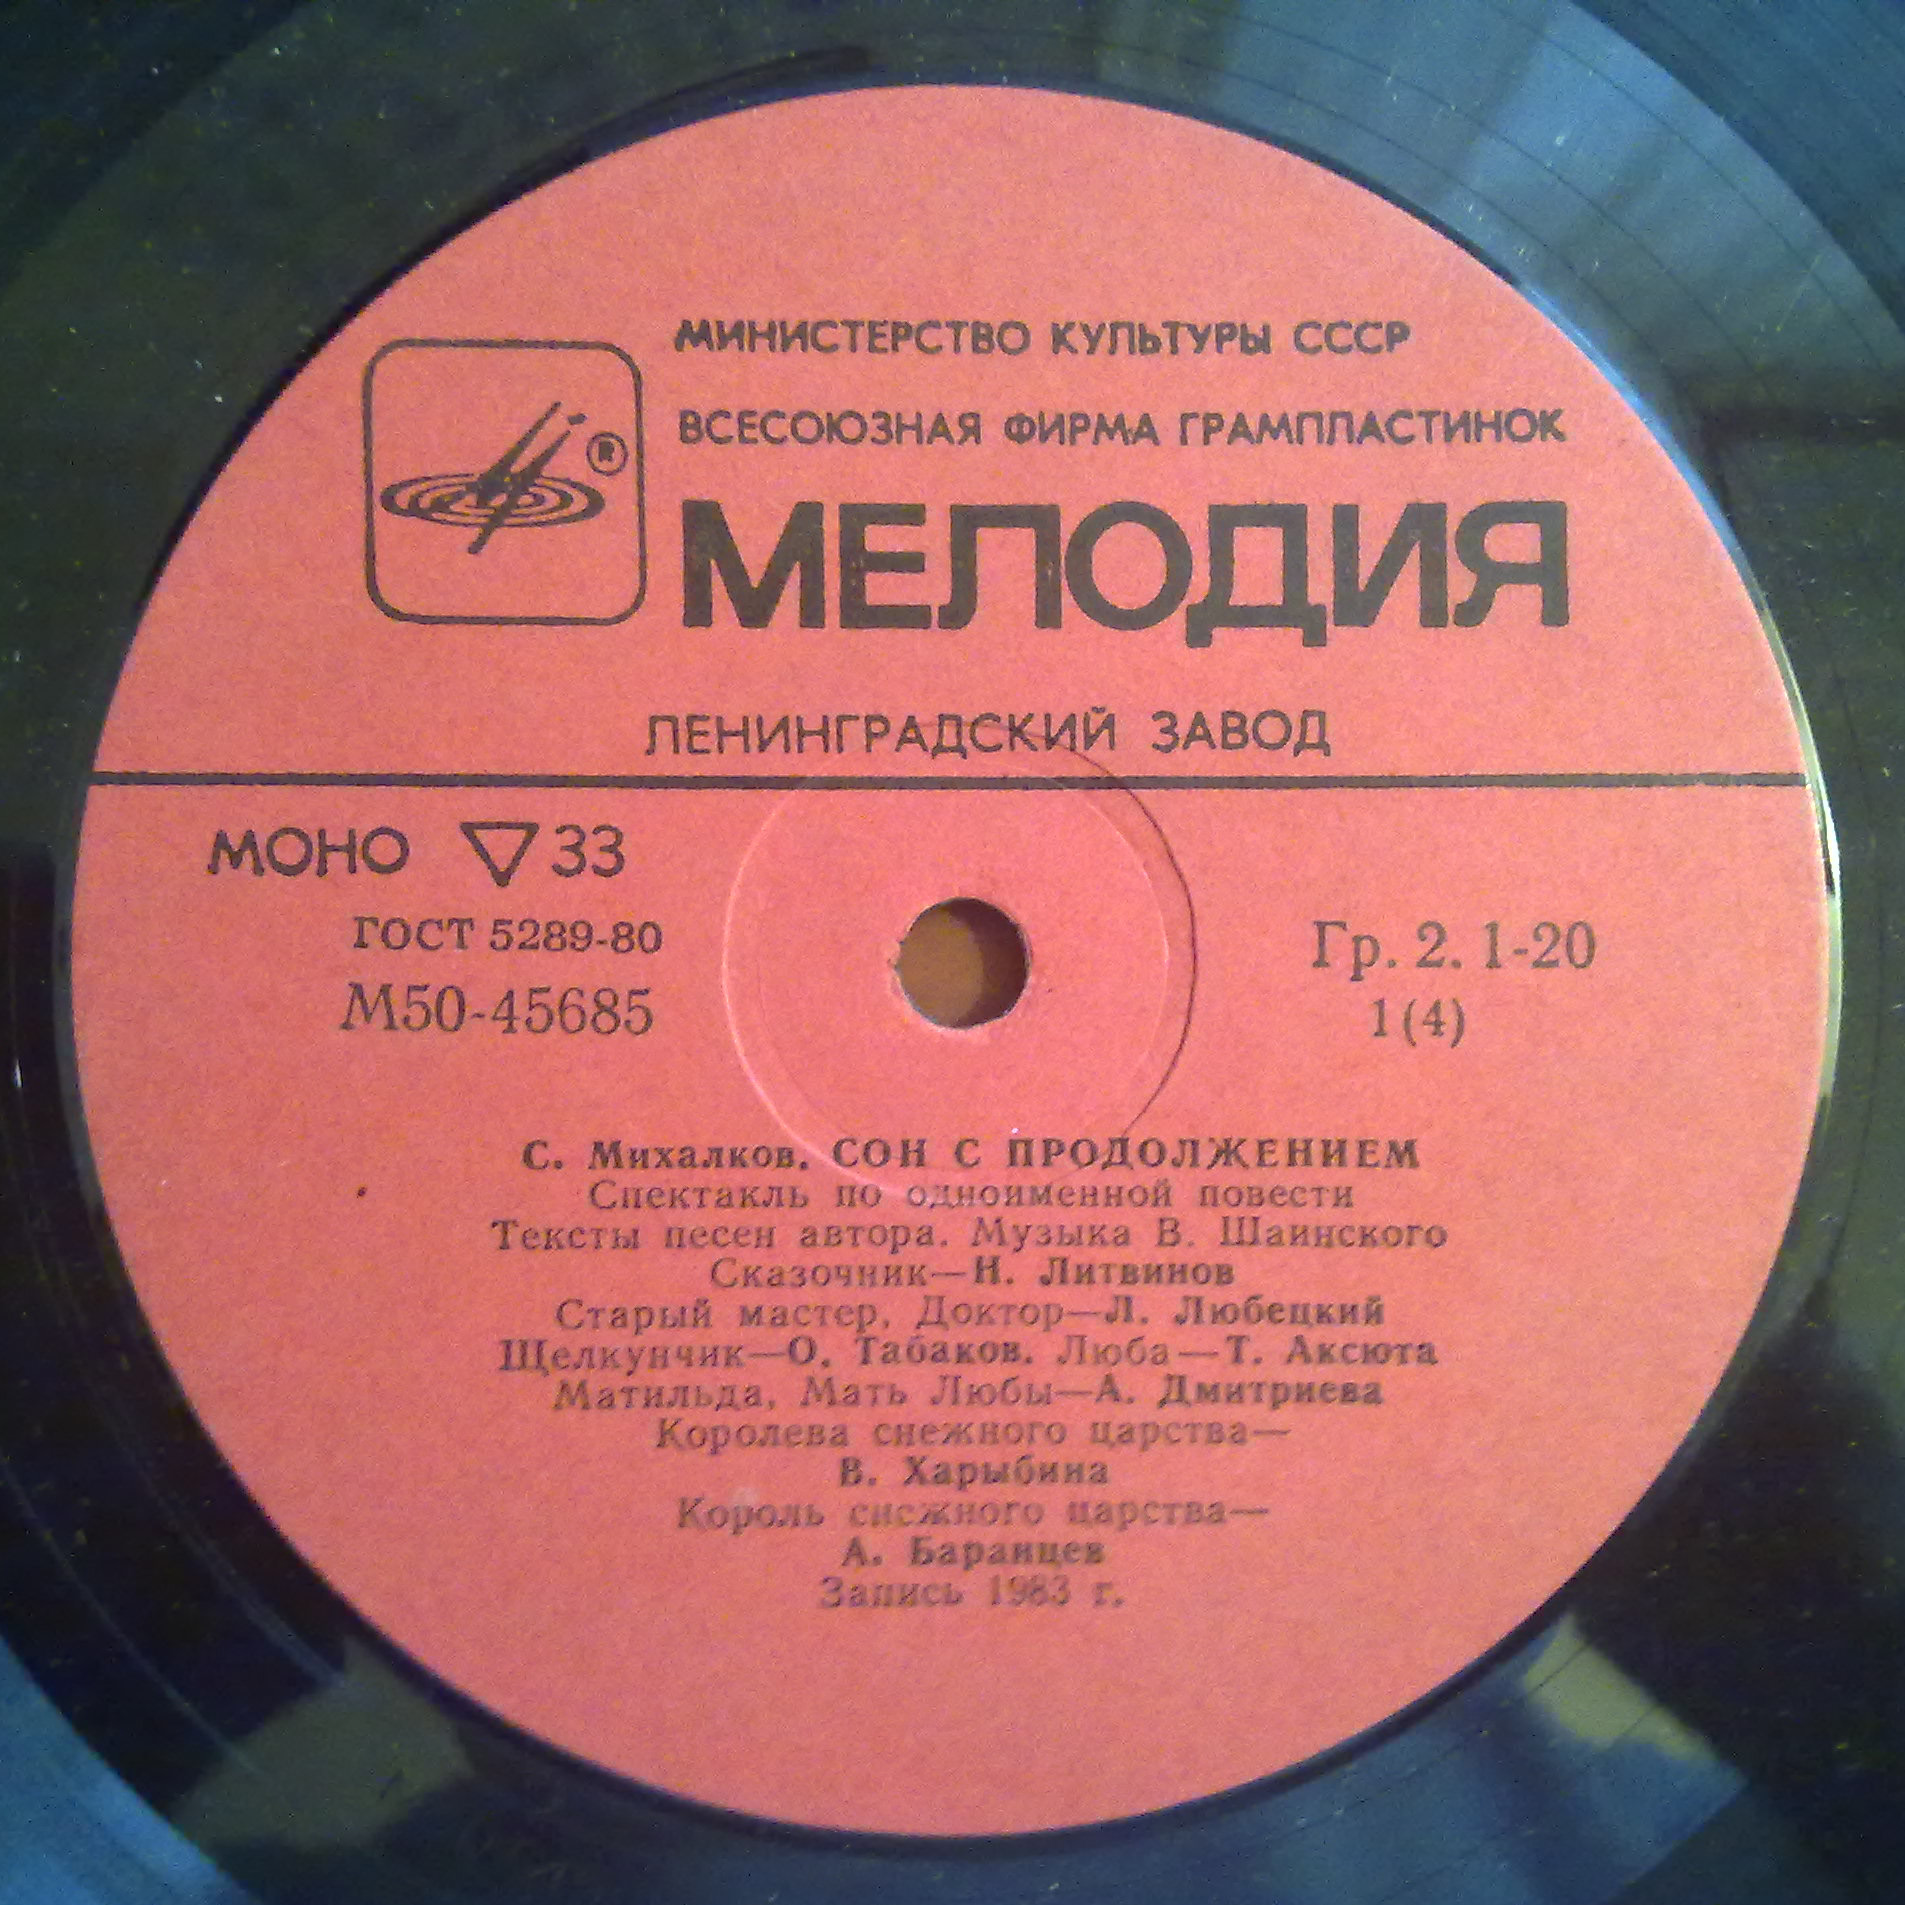 МИНИСТЕРСТВО КУЛЬТУРЫ СССР
ВСЕСОЮЗНАЯ ФИРМА ГРАМПЛАСТИНОК
®
МЕЛОДИЯ
ЛЕНИНГРАДСКИЙ ЗАВОД
МОНО ▽ 33
ГОСТ 5289-80
М50-45685
Гр. 2. 1-20
1 (4)
С. Михалков. СОН С ПРОДОЛЖЕНИЕМ
Спектакль по одноименной повести
Тексты песен автора. Музыка В. Шаинского
Сказочник—Н. Литвинов
Старый мастер, Доктор—Л. Любецкий
Щелкунчик—О. Табаков. Люба—Т. Аксюта
Матильда, Мать Любы—А. Дмитриева
Королева снежного царства—
В. Харыбина
Король снежного царства—
А. Баранцев
Запись 1983 г.